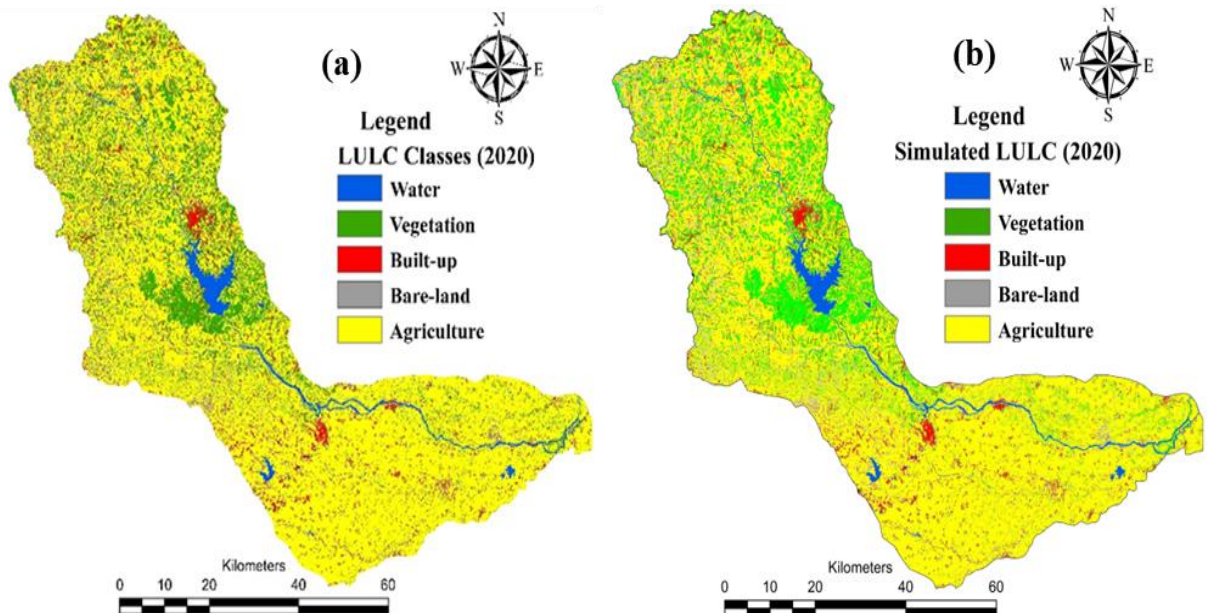 (a)
N
W E
S
Legend
LULC Classes (2020)
Water
Vegetation
Built-up
Bare-land
Agriculture
Kilometers
0 10 20 40 60
(b)
N
W E
S
Legend
Simulated LULC (2020)
Water
Vegetation
Built-up
Bare-land
Agriculture
Kilometers
0 10 20 40 60